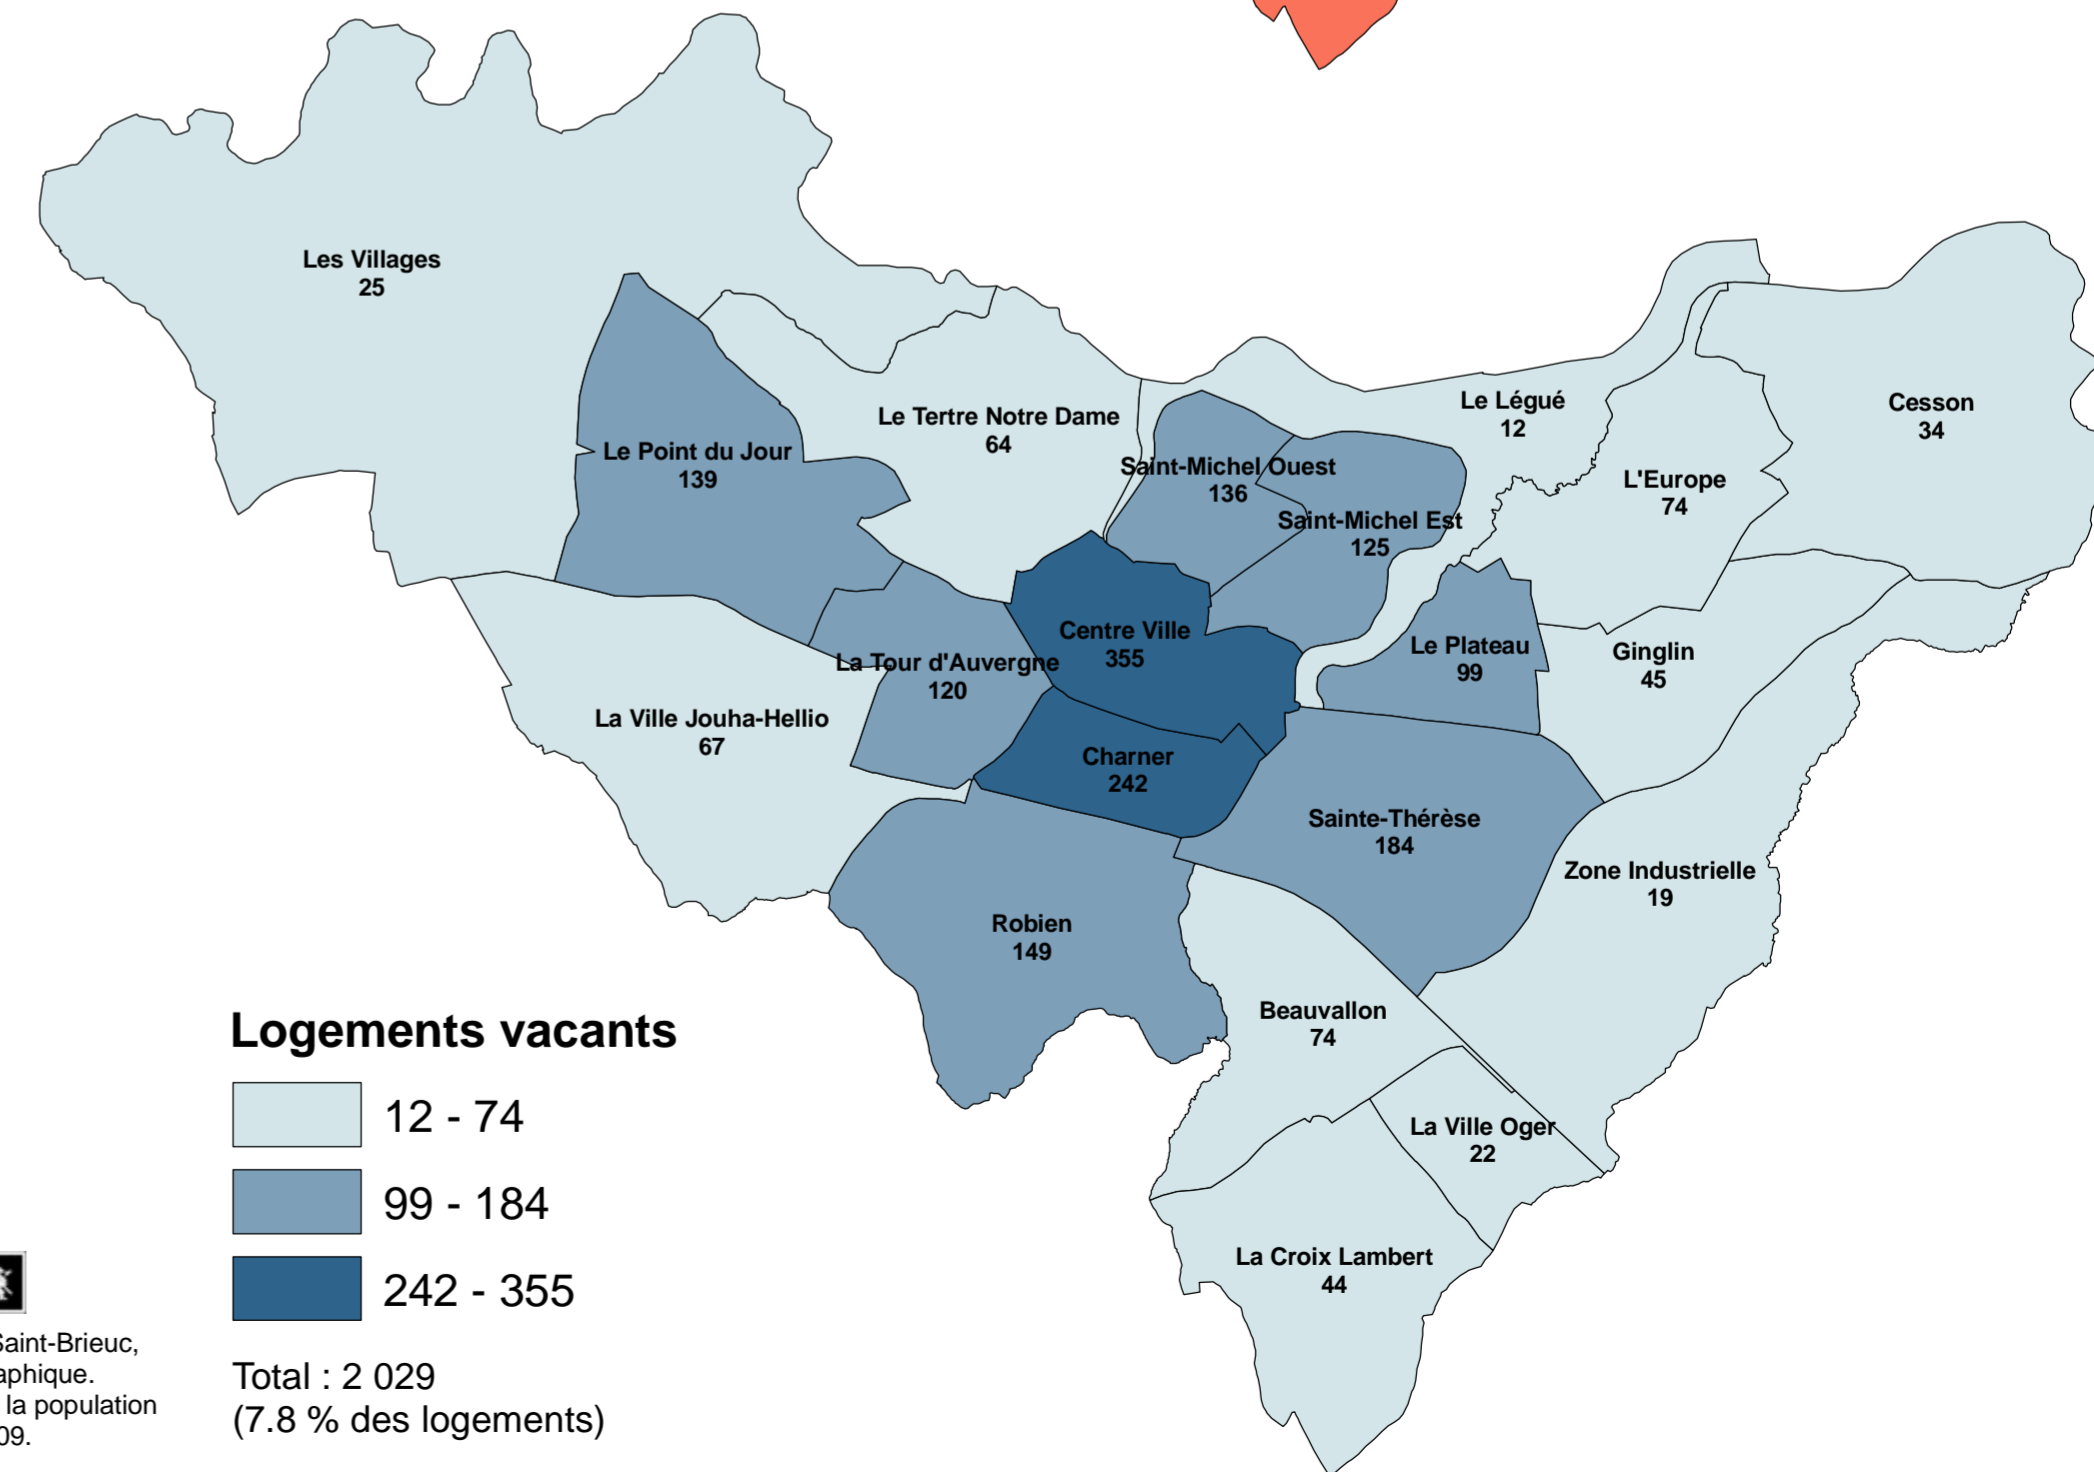 Les Villages
25
Le Point du Jour
139
Le Tertre Notre Dame
64
Saint-Michel Ouest
136
Saint-Michel Est
125
Le Légué
12
L'Europe
74
Cesson
34
Centre Ville
355
La Tour d'Auvergne
120
La Ville Jouha-Hellio
67
Le Plateau
99
Ginglin
45
Charner
242
Sainte-Thérèse
184
Zone Industrielle
19
Robien
149
Beauvallon
74
La Ville Oger
22
La Croix Lambert
44
Logements vacants
12 - 74
99 - 184
242 - 355
Total : 2 029
(7.8 % des logements)
Saint-Brieuc,
aphique.
la population
09.